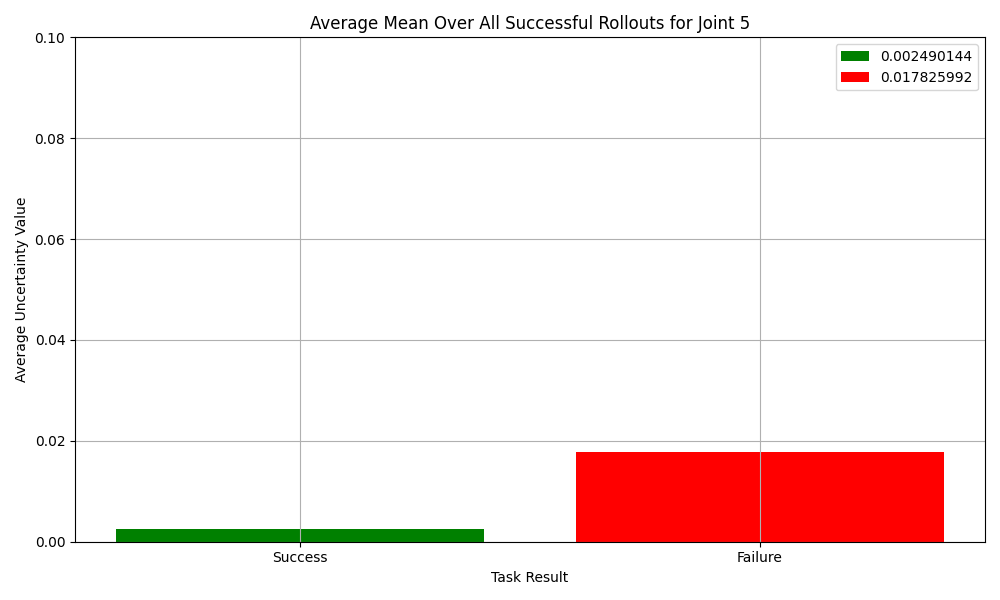 Average Mean Over All Successful Rollouts for Joint 5
0.002490144
0.017825992
Average Uncertainty Value
0.10
0.08
0.06
0.04
0.02
0.00
Success
Failure
Task Result